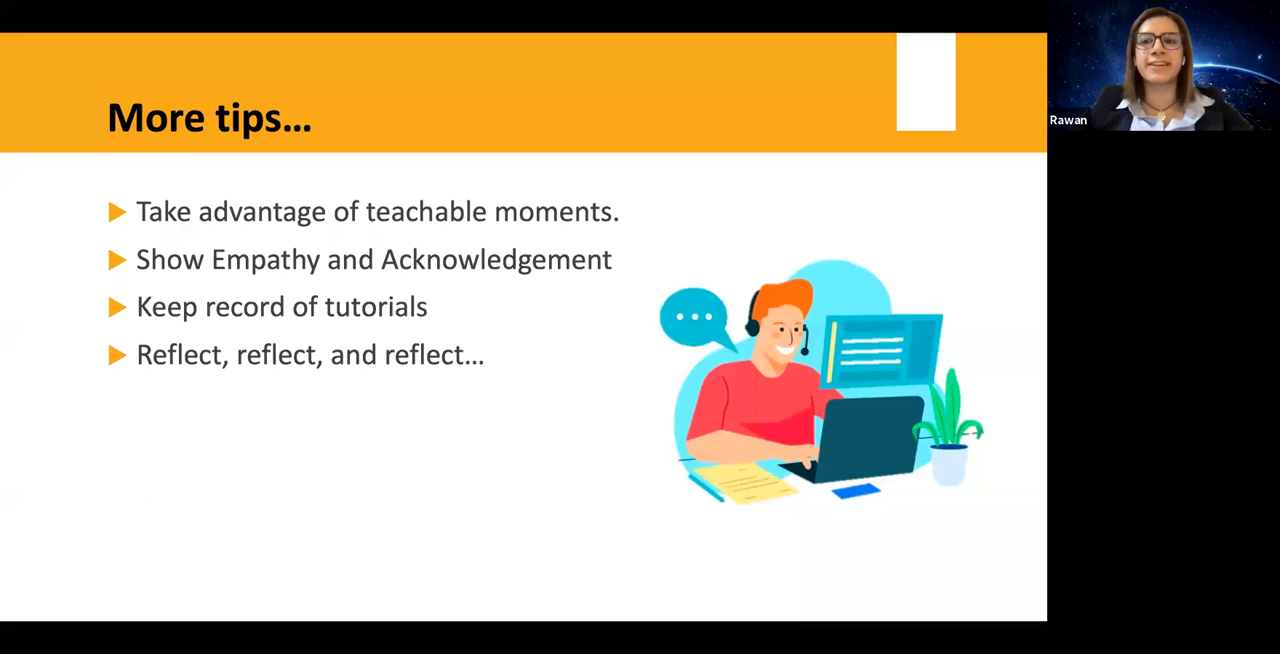 More tips...
Take advantage of teachable moments.
Show Empathy and Acknowledgement
Keep record of tutorials
Reflect, reflect, and reflect...
Rawan